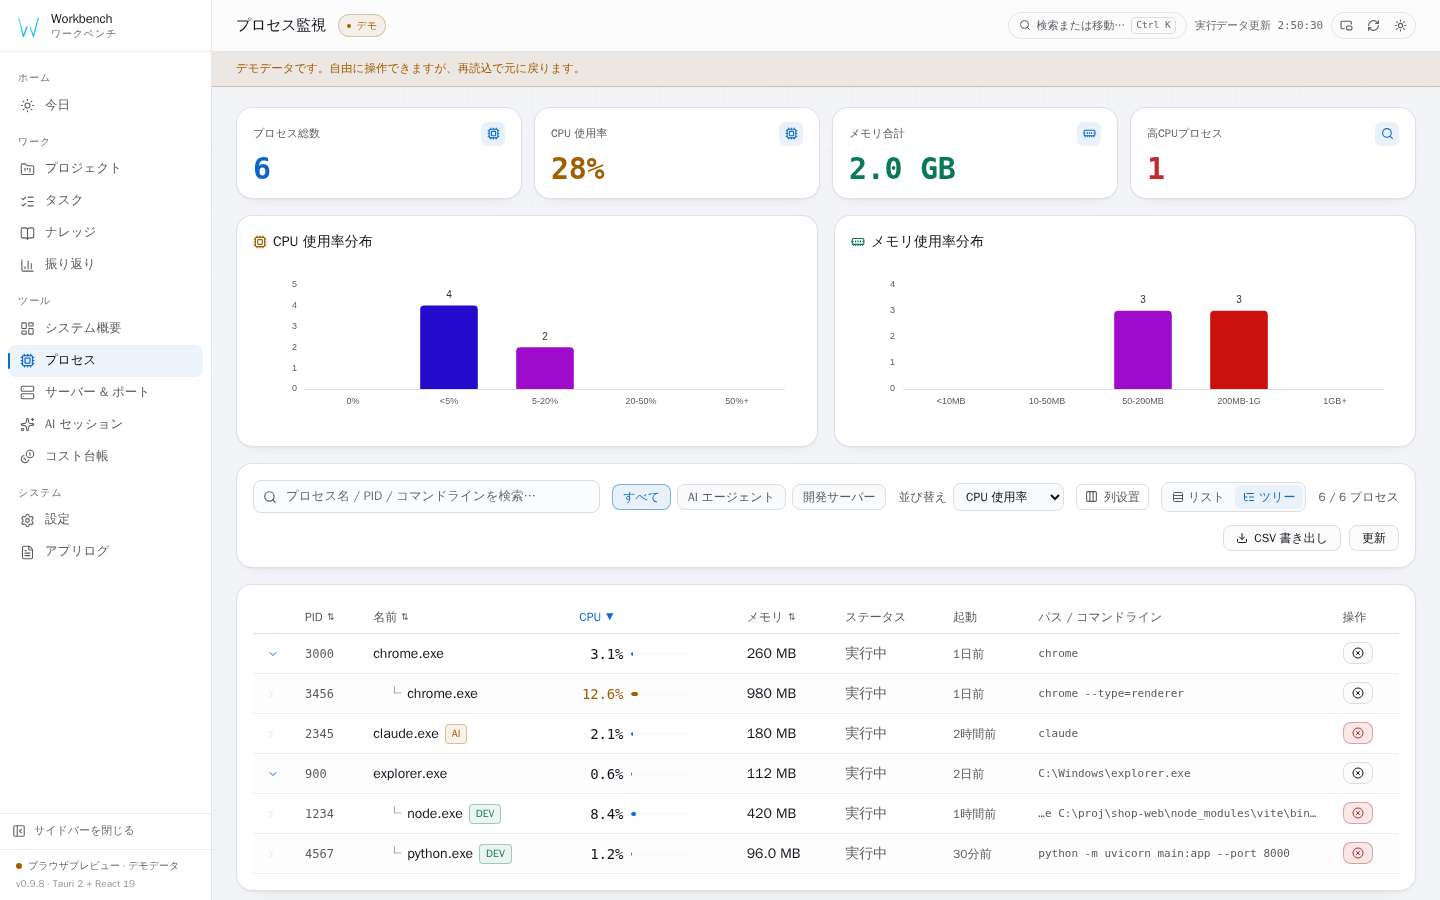 Workbench
ワークベンチ
ホーム
今日
ワーク
プロジェクト
タスク
ナレッジ
振り返り
ツール
システム概要
プロセス
サーバー & ポート
AI セッション
コスト台帳
システム
設定
アプリログ
サイドバーを閉じる
ブラウザプレビュー · デモデータ
v0.9.8 · Tauri 2 + React 19
プロセス監視
デモ
検索または移動… Ctrl K
実行データ更新 2:50:30
デモデータです。自由に操作できますが、再読込で元に戻ります。
プロセス総数
6
CPU 使用率
28%
メモリ合計
2.0 GB
高CPUプロセス
1
CPU 使用率分布
5
4
3
2
1
0
4
2
0% <5% 5-20% 20-50% 50%+
メモリ使用率分布
4
3
2
1
0
3
3
<10MB 10-50MB 50-200MB 200MB-1G 1GB+
プロセス名 / PID / コマンドラインを検索…
すべて AI エージェント 開発サーバー 並び替え CPU 使用率 列設置 リスト ツリー 6 / 6 プロセス
CSV 書き出し 更新
PID ⇅ 名前 ⇅ CPU ▼ メモリ ⇅ ステータス 起動 パス / コマンドライン 操作
3000 chrome.exe 3.1% 260 MB 実行中 1日前 chrome
3456 └ chrome.exe 12.6% 980 MB 実行中 1日前 chrome --type=renderer
2345 claude.exe AI 2.1% 180 MB 実行中 2時間前 claude
900 explorer.exe 0.6% 112 MB 実行中 2日前 C:\Windows\explorer.exe
1234 └ node.exe DEV 8.4% 420 MB 実行中 1時間前 …e C:\proj\shop-web\node_modules\vite\bin…
4567 └ python.exe DEV 1.2% 96.0 MB 実行中 30分前 python -m uvicorn main:app --port 8000